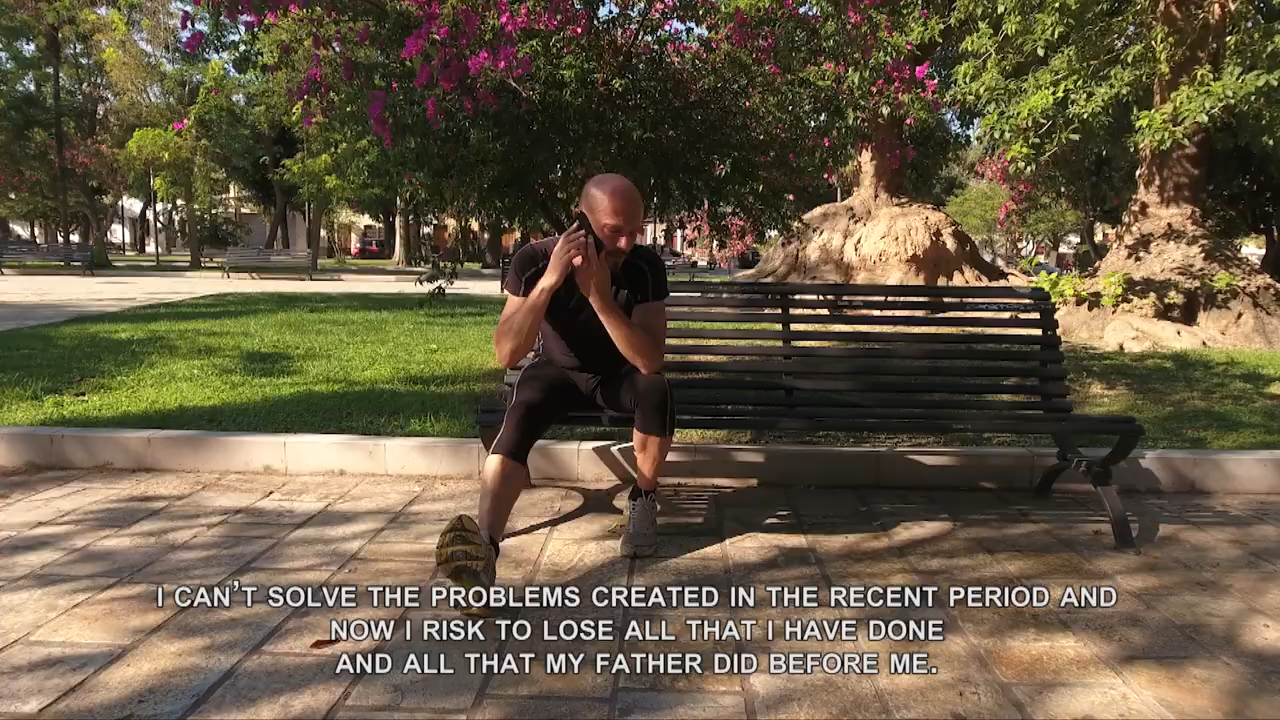 I CAN'T SOLVE THE PROBLEMS CREATED IN THE RECENT PERIOD AND
NOW I RISK TO LOSE ALL THAT I HAVE DONE
AND ALL THAT MY FATHER DID BEFORE ME.